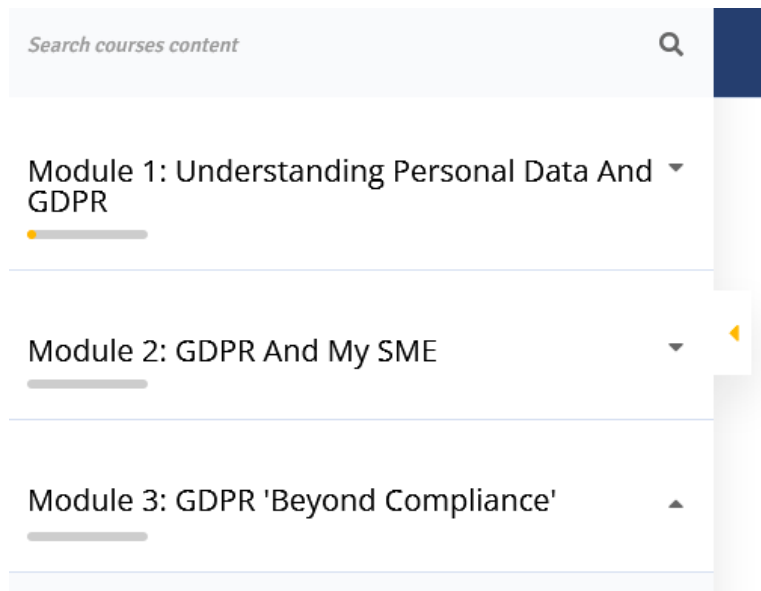 Search courses content
Module 1: Understanding Personal Data And
GDPR
Module 2: GDPR And My SME
Module 3: GDPR 'Beyond Compliance'